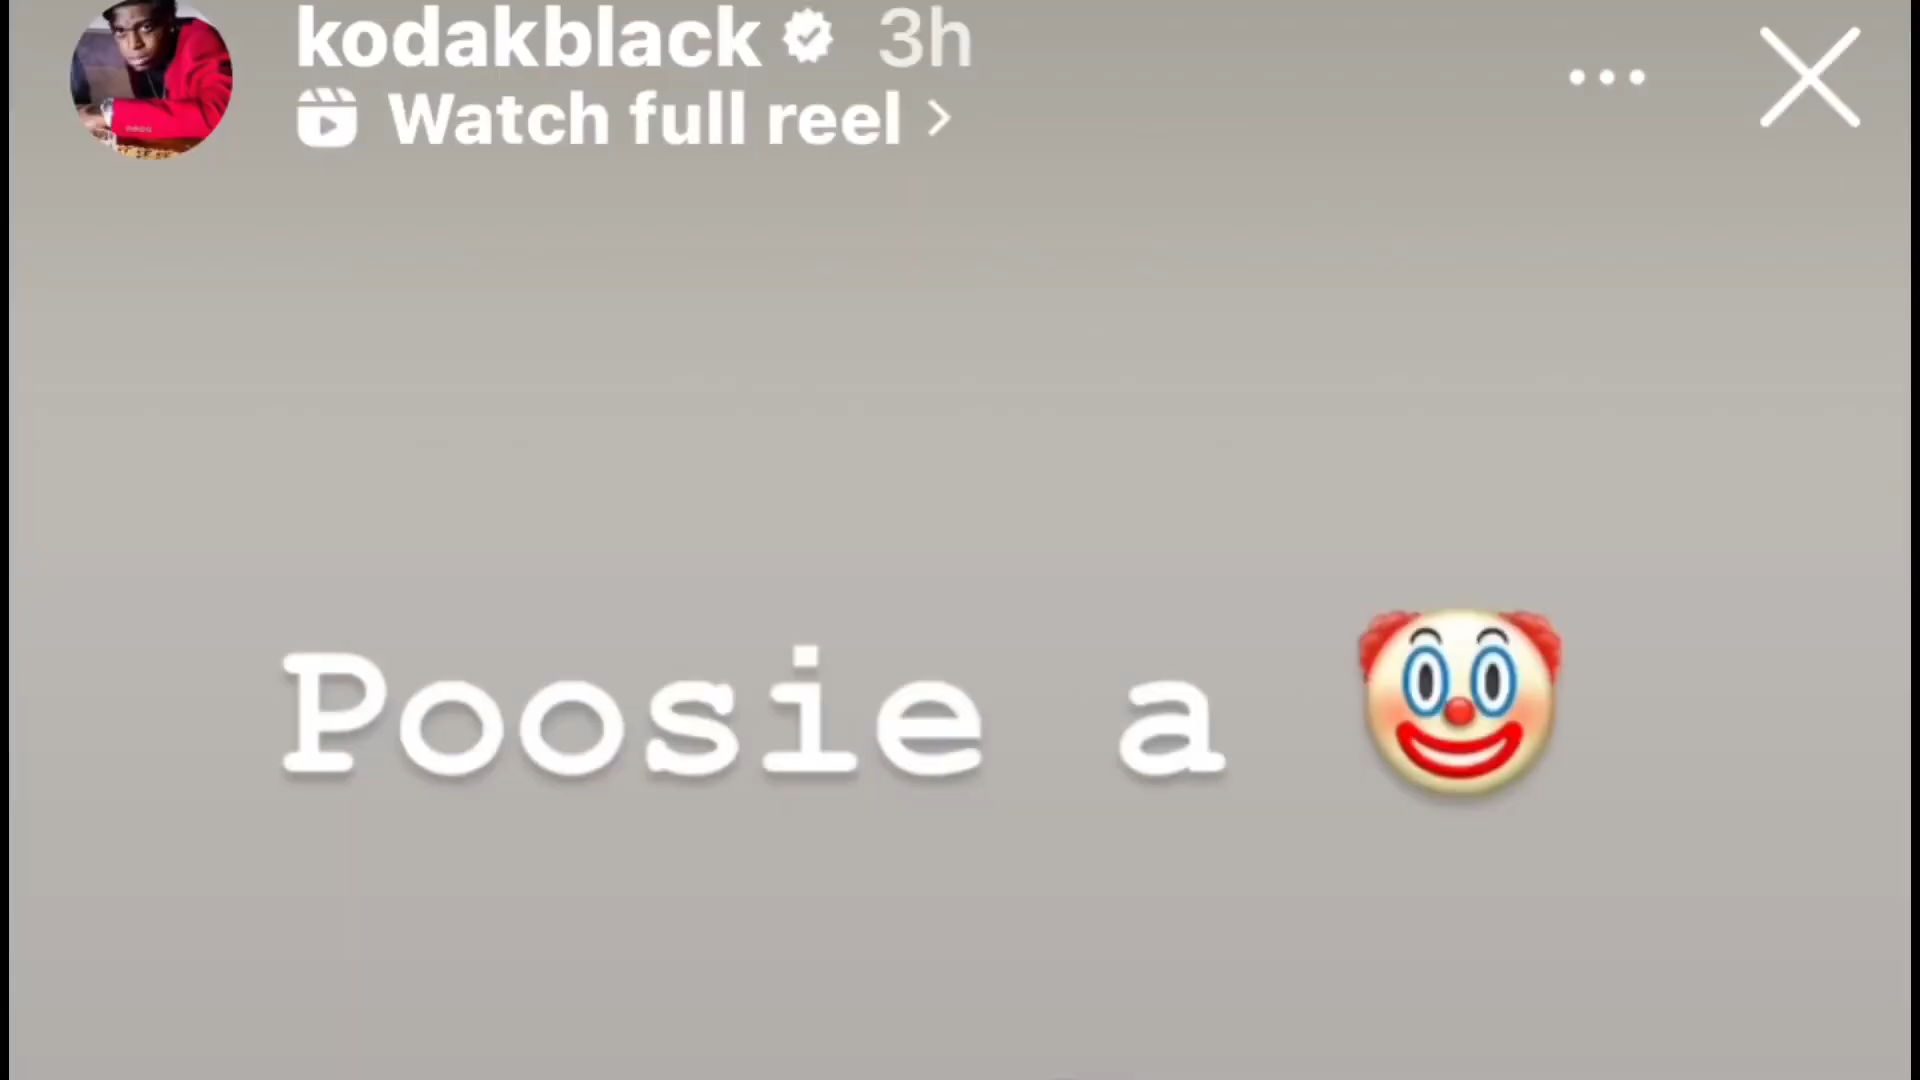 kodakblack 3h
Watch full reel >
Poosie a 🤡